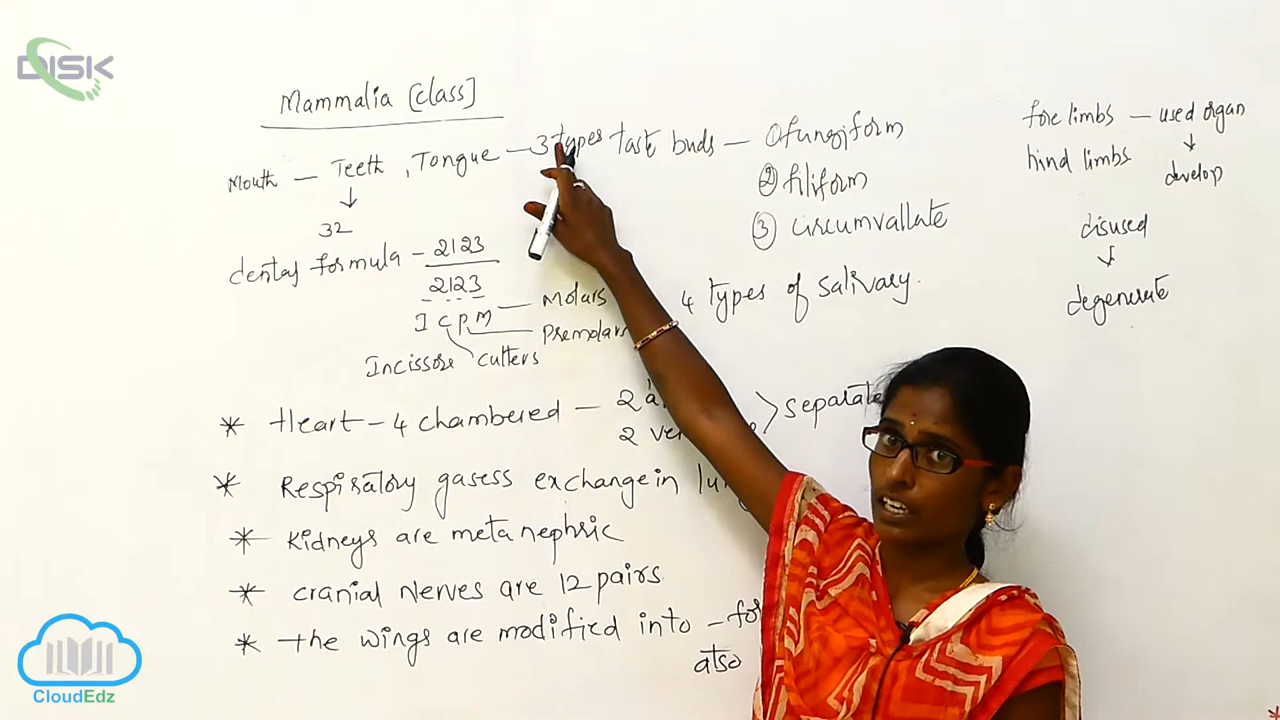 DISK
Mammalia [class]
Mouth — Teeth , Tongue — 3 types taste buds — ① fungiform
② filiform
③ circumvallate
↓
32
dental formula - 2123
2123
I C P M — Molars
Premolars
Incissore cutters
4 types of salivary.
* Heart - 4 chambered — 2
2 separate
* Respiratory gasess exchange in
* Kidneys are metanephric
* cranial nerves are 12 pairs
* The wings are modified into -
also
fore limbs — used organ
↓
hind limbs develop
disused
↓
degenerate
CloudEdz